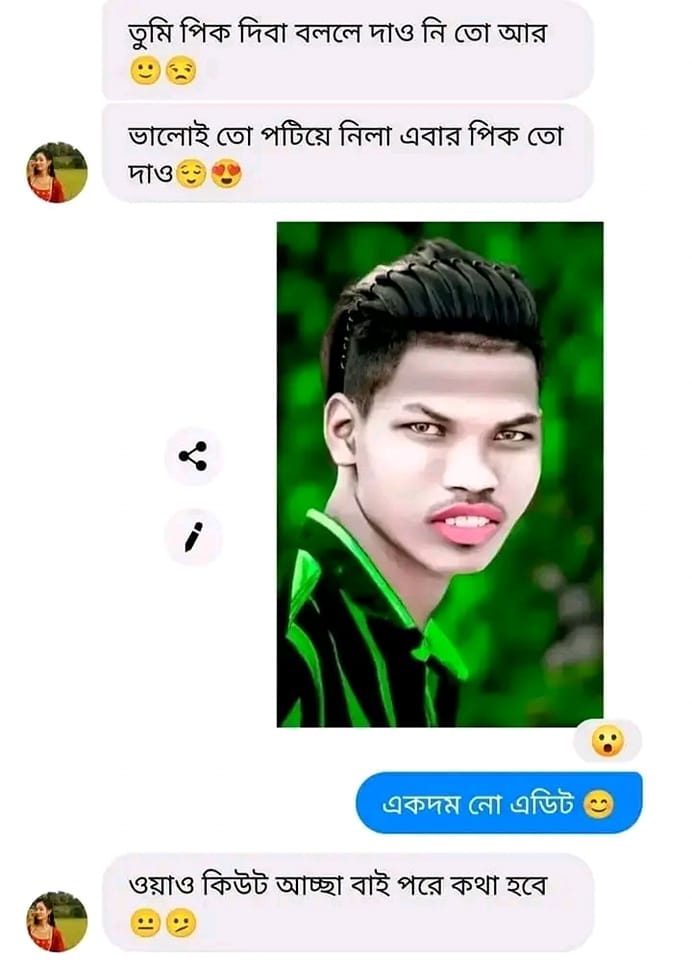 তুমি পিক দিবা বললে দাও নি তো আর
🙂😒
ভালোই তো পটিয়ে নিলা এবার পিক তো
দাও😌😍
😮
একদম নো এডিট 😊
ওয়াও কিউট আচ্ছা বাই পরে কথা হবে
😐🫤